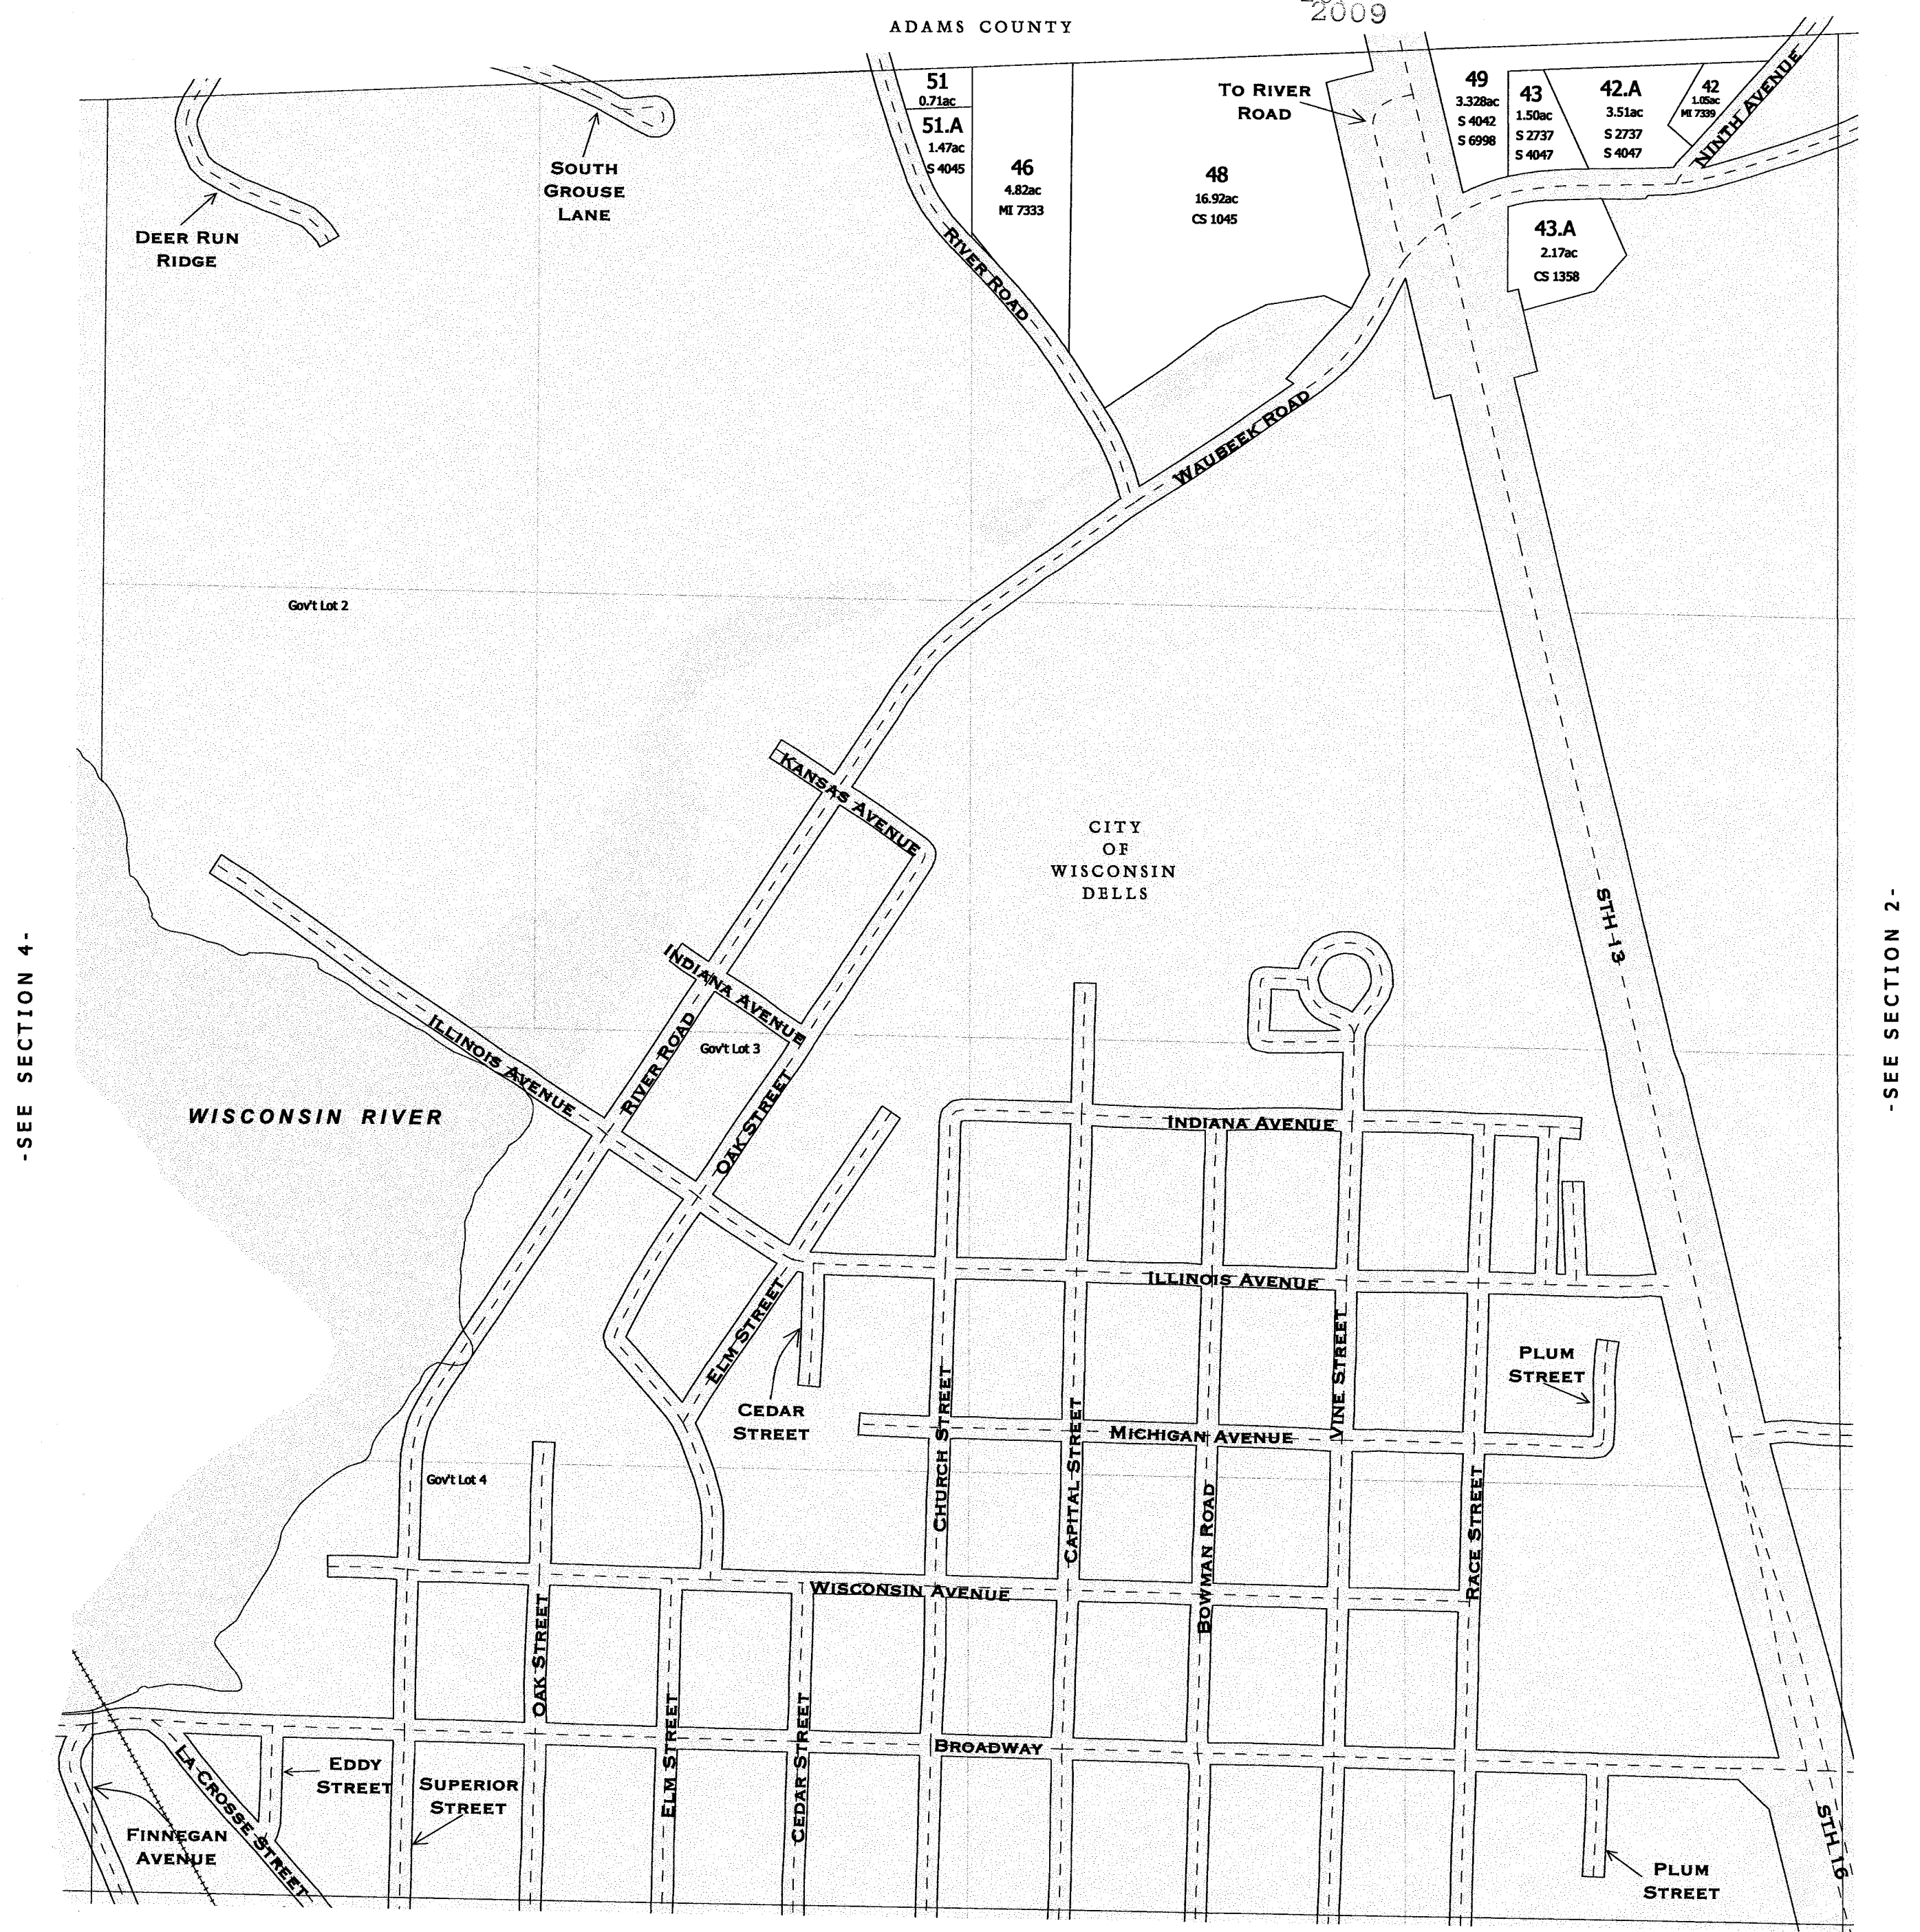 2009
ADAMS COUNTY
51
0.71ac
51.A
1.47ac
S 4045
46
4.82ac
MI 7333
48
16.92ac
CS 1045
TO RIVER
ROAD
49
3.328ac
S 4042
S 6998
43
1.50ac
S 2737
S 4047
42.A
3.51ac
S 2737
S 4047
42
1.05ac
MI 7339
NINTH AVENUE
43.A
2.17ac
CS 1358
SOUTH
GROUSE
LANE
DEER RUN
RIDGE
RIVER ROAD
WAUBEEK ROAD
Gov't Lot 2
KANSAS AVENUE
CITY
OF
WISCONSIN
DELLS
STH 13
-SEE SECTION 4-
-SEE SECTION 2-
INDIANA AVENUE
ILLINOIS AVENUE
RIVER ROAD
Gov't Lot 3
OAK STREET
WISCONSIN RIVER
INDIANA AVENUE
ILLINOIS AVENUE
ELM STREET
CEDAR
STREET
VINE STREET
PLUM
STREET
CHURCH STREET
CAPITAL STREET
MICHIGAN AVENUE
BOWMAN ROAD
RACE STREET
Gov't Lot 4
WISCONSIN AVENUE
OAK STREET
ELM STREET
CEDAR STREET
BROADWAY
LA CROSSE STREET
EDDY
STREET
SUPERIOR
STREET
FINNEGAN
AVENUE
PLUM
STREET
STH 16